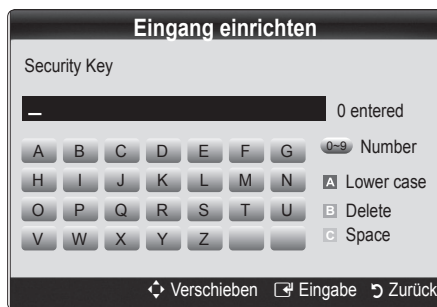 Eingang einrichten
Security Key
_ 0 entered
A B C D E F G 0~9 Number
H I J K L M N A Lower case
O P Q R S T U B Delete
V W X Y Z C Space
Verschieben Eingabe Zurück